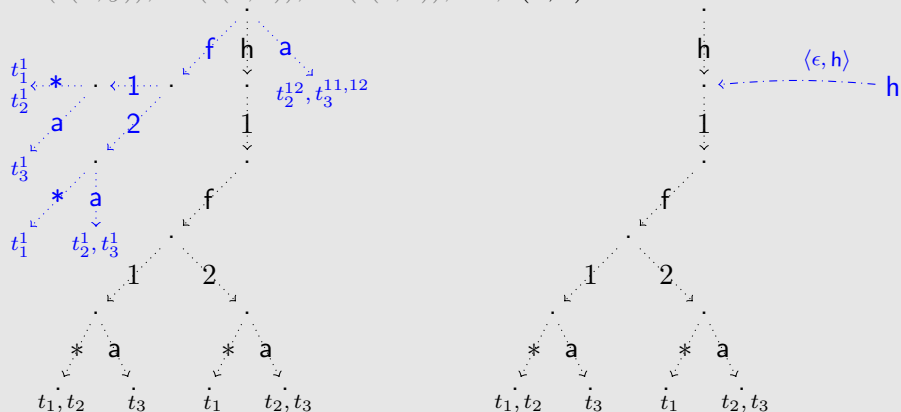 f h a h
⟨ϵ, h⟩
t_1^1 * 1 t_2^{12}, t_3^{11,12} h
t_2^1
a 2 1 1
t_3^1
* a f f
t_1^1 t_2^1, t_3^1
1 2 1 2
* a * a * a * a
t_1, t_2 t_3 t_1 t_2, t_3 t_1, t_2 t_3 t_1 t_2, t_3